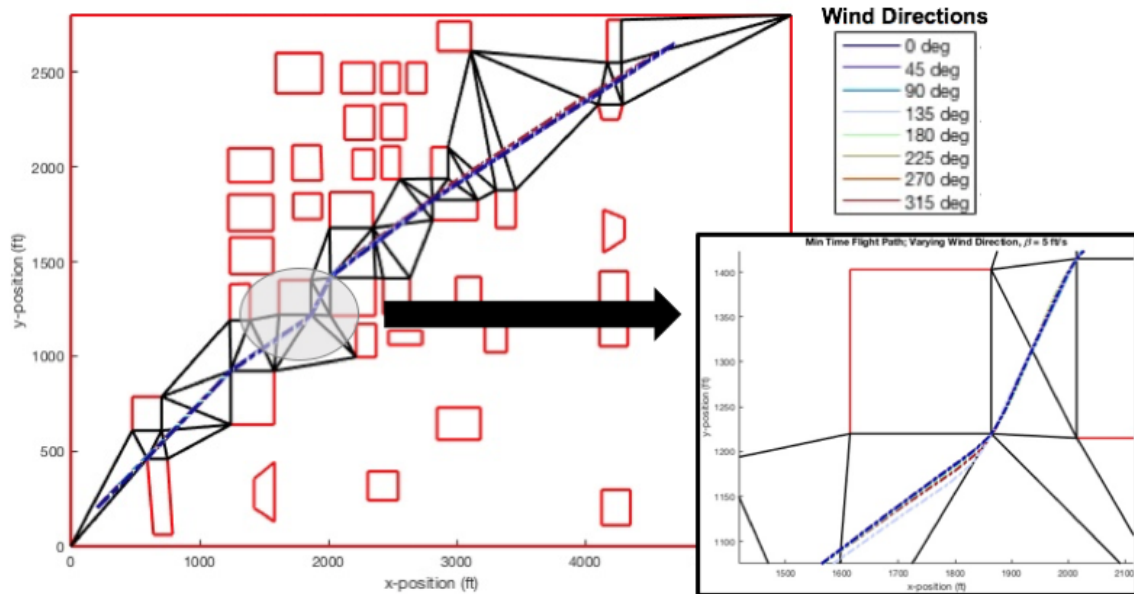 Wind Directions
0 deg
45 deg
90 deg
135 deg
180 deg
225 deg
270 deg
315 deg
2500
2000
1500
1000
500
0
y-position (ft)
0
1000
2000
3000
4000
x-position (ft)
Min Time Flight Path; Varying Wind Direction, β = 5 ft/s
1400
1350
1300
1250
1200
1150
1100
y-position (ft)
1500
1600
1700
1800
1900
2000
2100
x-position (ft)